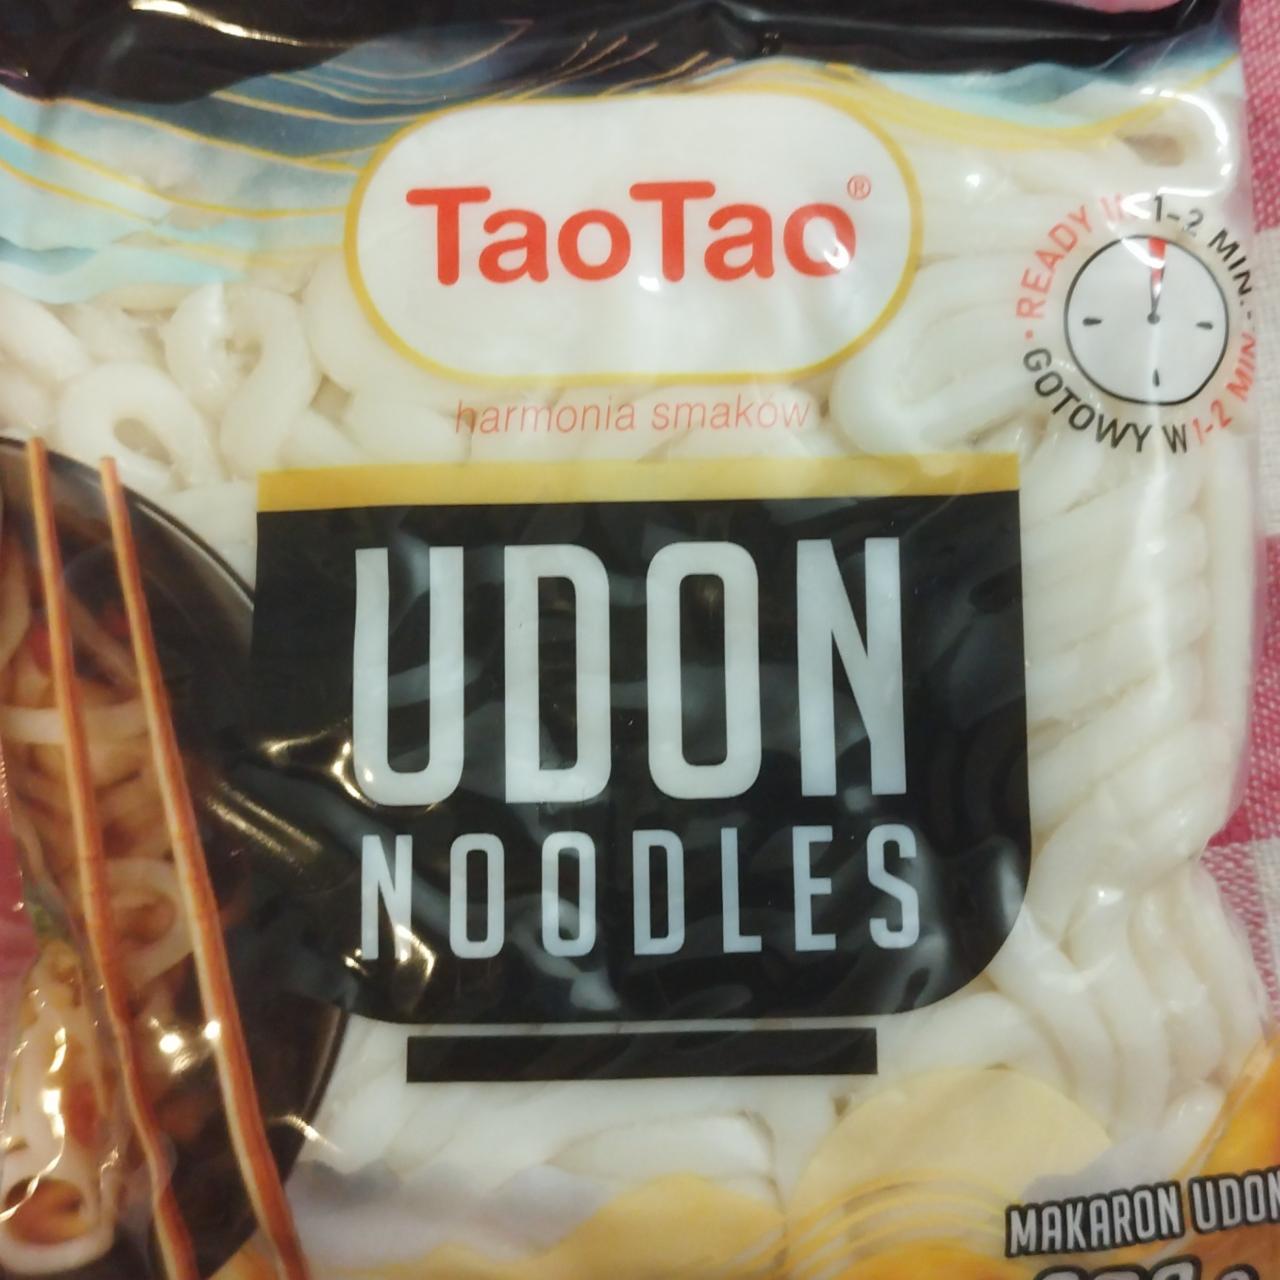 TaoTao®
harmonia smaków
• READY IN 1-2 MIN. •
GOTOWY W 1-2 MIN.
UDON
NOODLES
MAKARON UDON